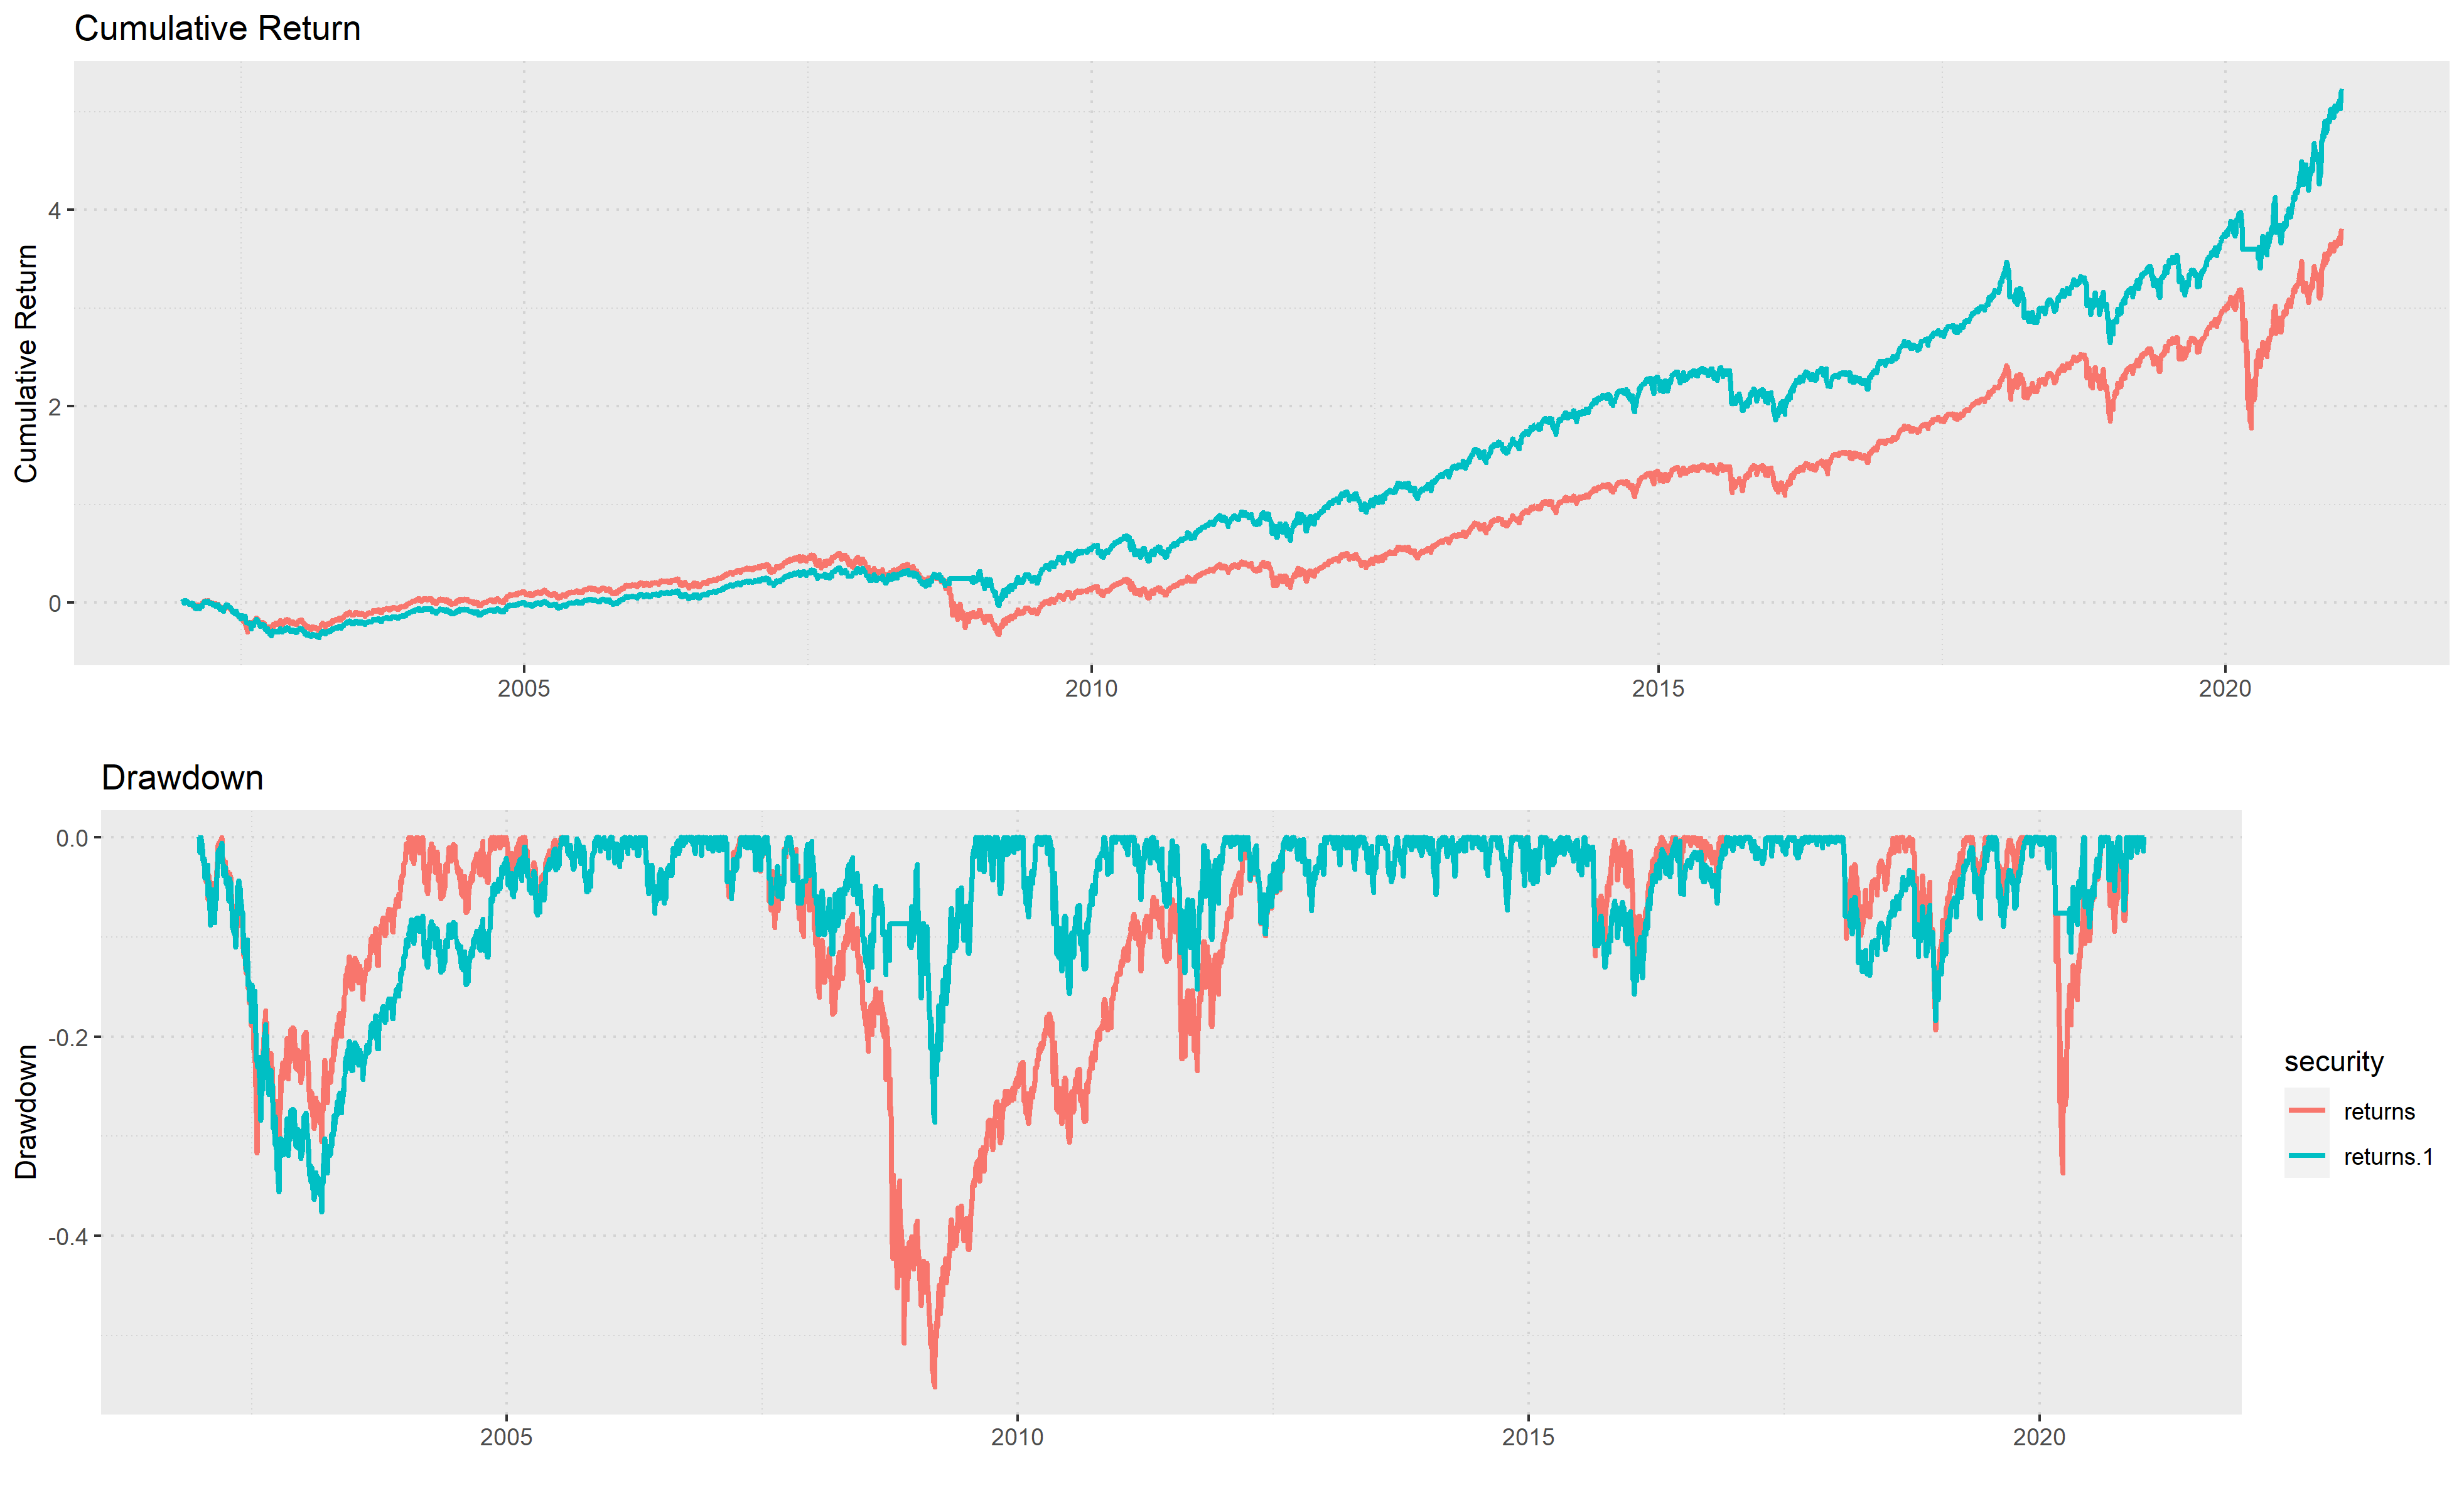 Cumulative Return
Cumulative Return
4
2
0
2005 2010 2015 2020
Drawdown
Drawdown
0.0
-0.2
-0.4
2005 2010 2015 2020
security
returns
returns.1